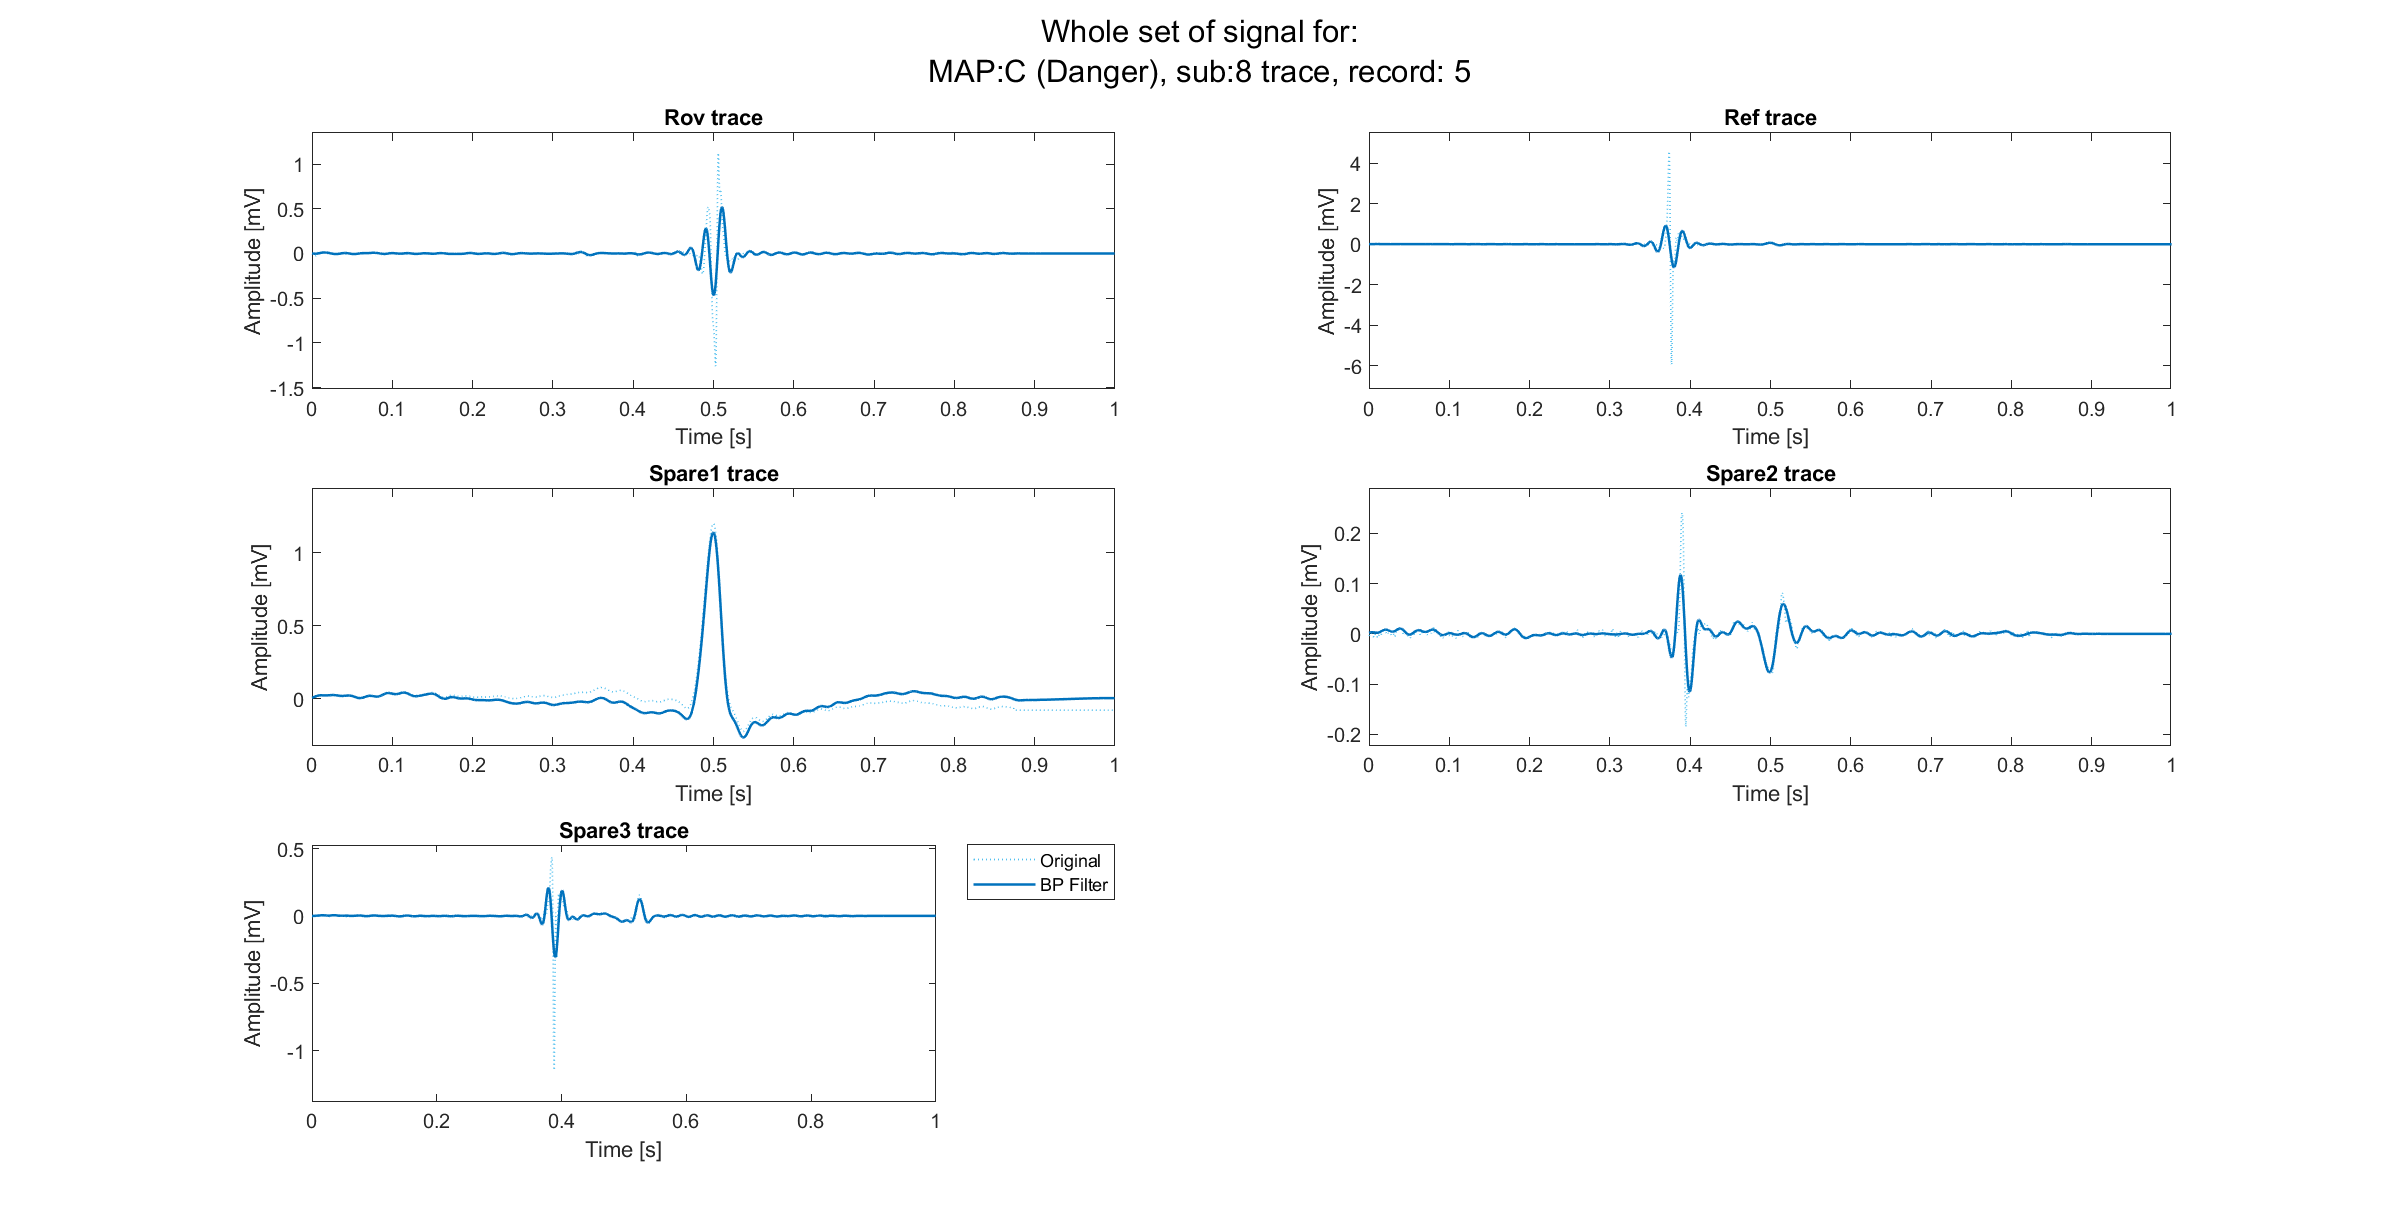 Whole set of signal for:
MAP:C (Danger), sub:8 trace, record: 5
Rov trace
Amplitude [mV]
1
0.5
0
-0.5
-1
-1.5
0 0.1 0.2 0.3 0.4 0.5 0.6 0.7 0.8 0.9 1
Time [s]
Ref trace
Amplitude [mV]
4
2
0
-2
-4
-6
0 0.1 0.2 0.3 0.4 0.5 0.6 0.7 0.8 0.9 1
Time [s]
Spare1 trace
Amplitude [mV]
1
0.5
0
0 0.1 0.2 0.3 0.4 0.5 0.6 0.7 0.8 0.9 1
Time [s]
Spare2 trace
Amplitude [mV]
0.2
0.1
0
-0.1
-0.2
0 0.1 0.2 0.3 0.4 0.5 0.6 0.7 0.8 0.9 1
Time [s]
Spare3 trace
Amplitude [mV]
0.5
0
-0.5
-1
0 0.2 0.4 0.6 0.8 1
Time [s]
Original
BP Filter